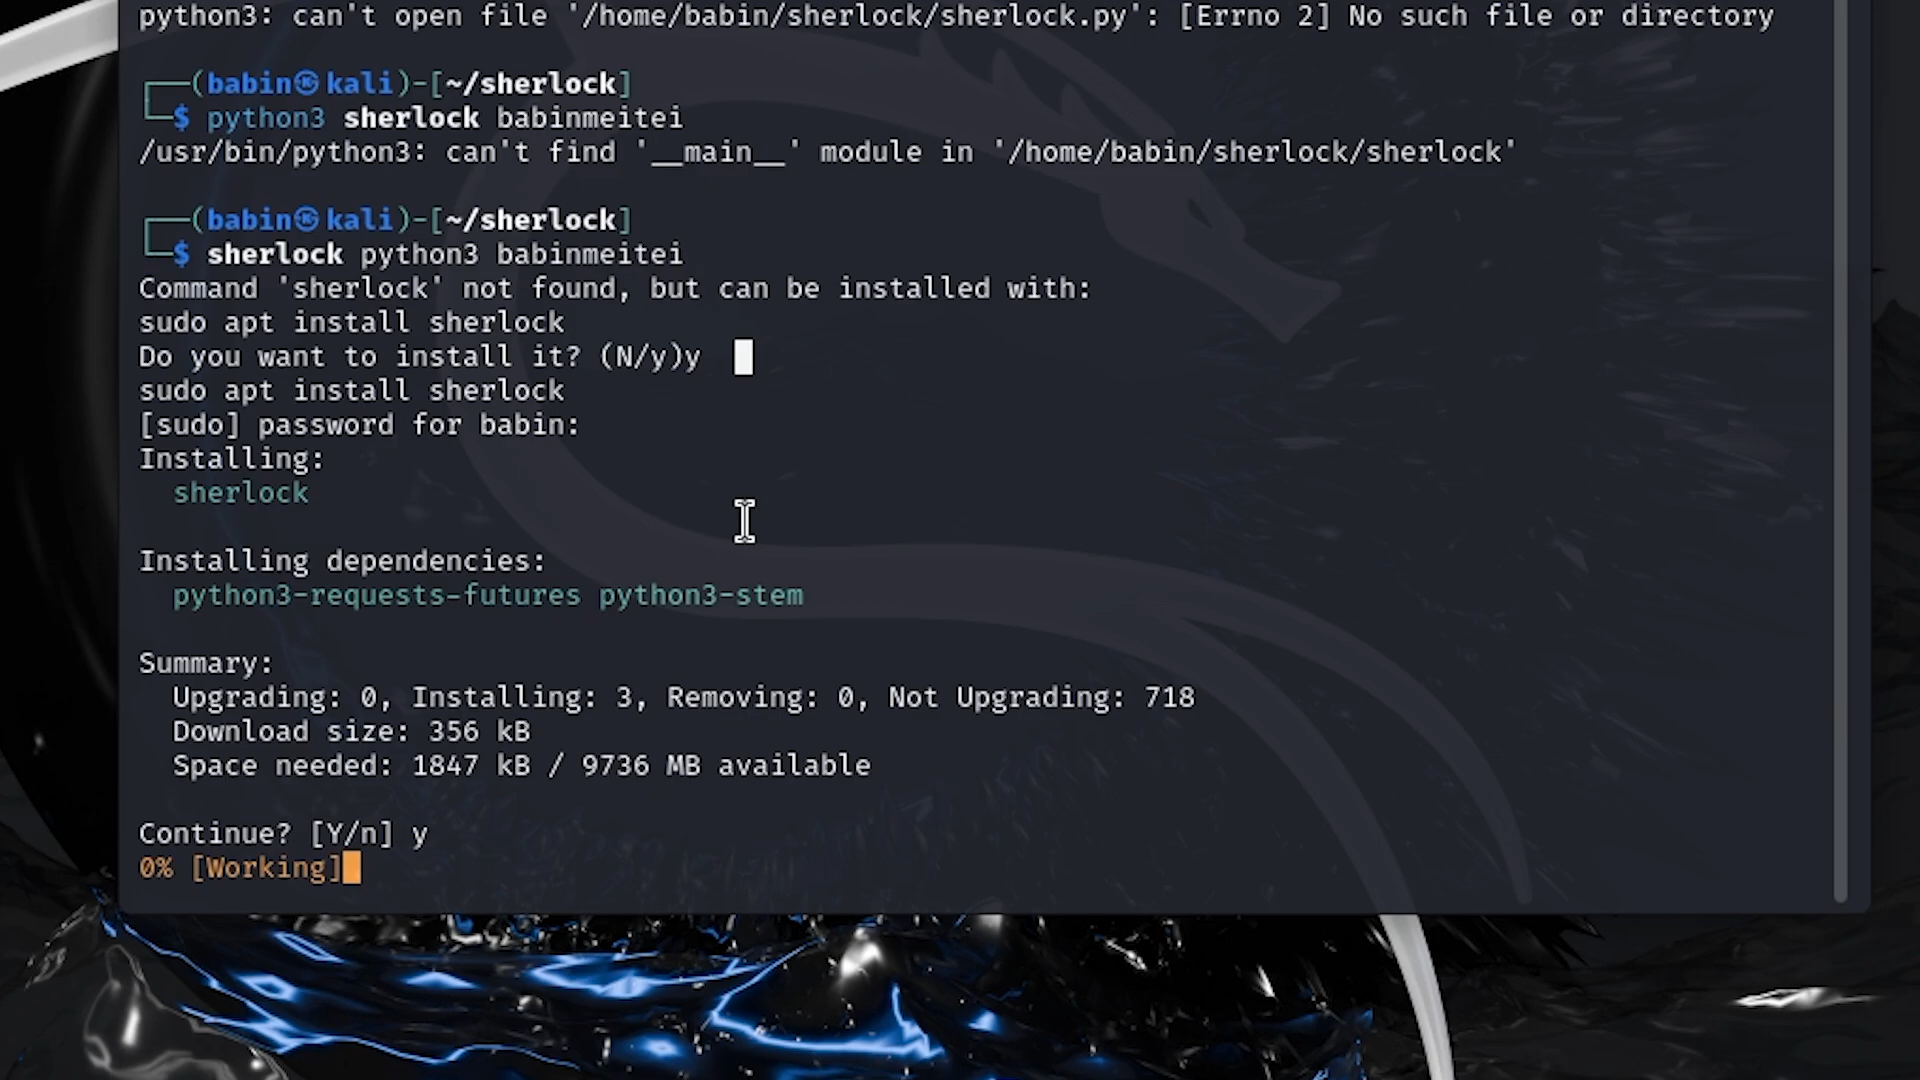 python3: can't open file '/home/babin/sherlock/sherlock.py': [Errno 2] No such file or directory
┌──(babin㉿kali)-[~/sherlock]
└─$ python3 sherlock babinmeitei
/usr/bin/python3: can't find '__main__' module in '/home/babin/sherlock/sherlock'
┌──(babin㉿kali)-[~/sherlock]
└─$ sherlock python3 babinmeitei
Command 'sherlock' not found, but can be installed with:
sudo apt install sherlock
Do you want to install it? (N/y)y
sudo apt install sherlock
[sudo] password for babin:
Installing:
sherlock
Installing dependencies:
python3-requests-futures python3-stem
Summary:
Upgrading: 0, Installing: 3, Removing: 0, Not Upgrading: 718
Download size: 356 kB
Space needed: 1847 kB / 9736 MB available
Continue? [Y/n] y
0% [Working]